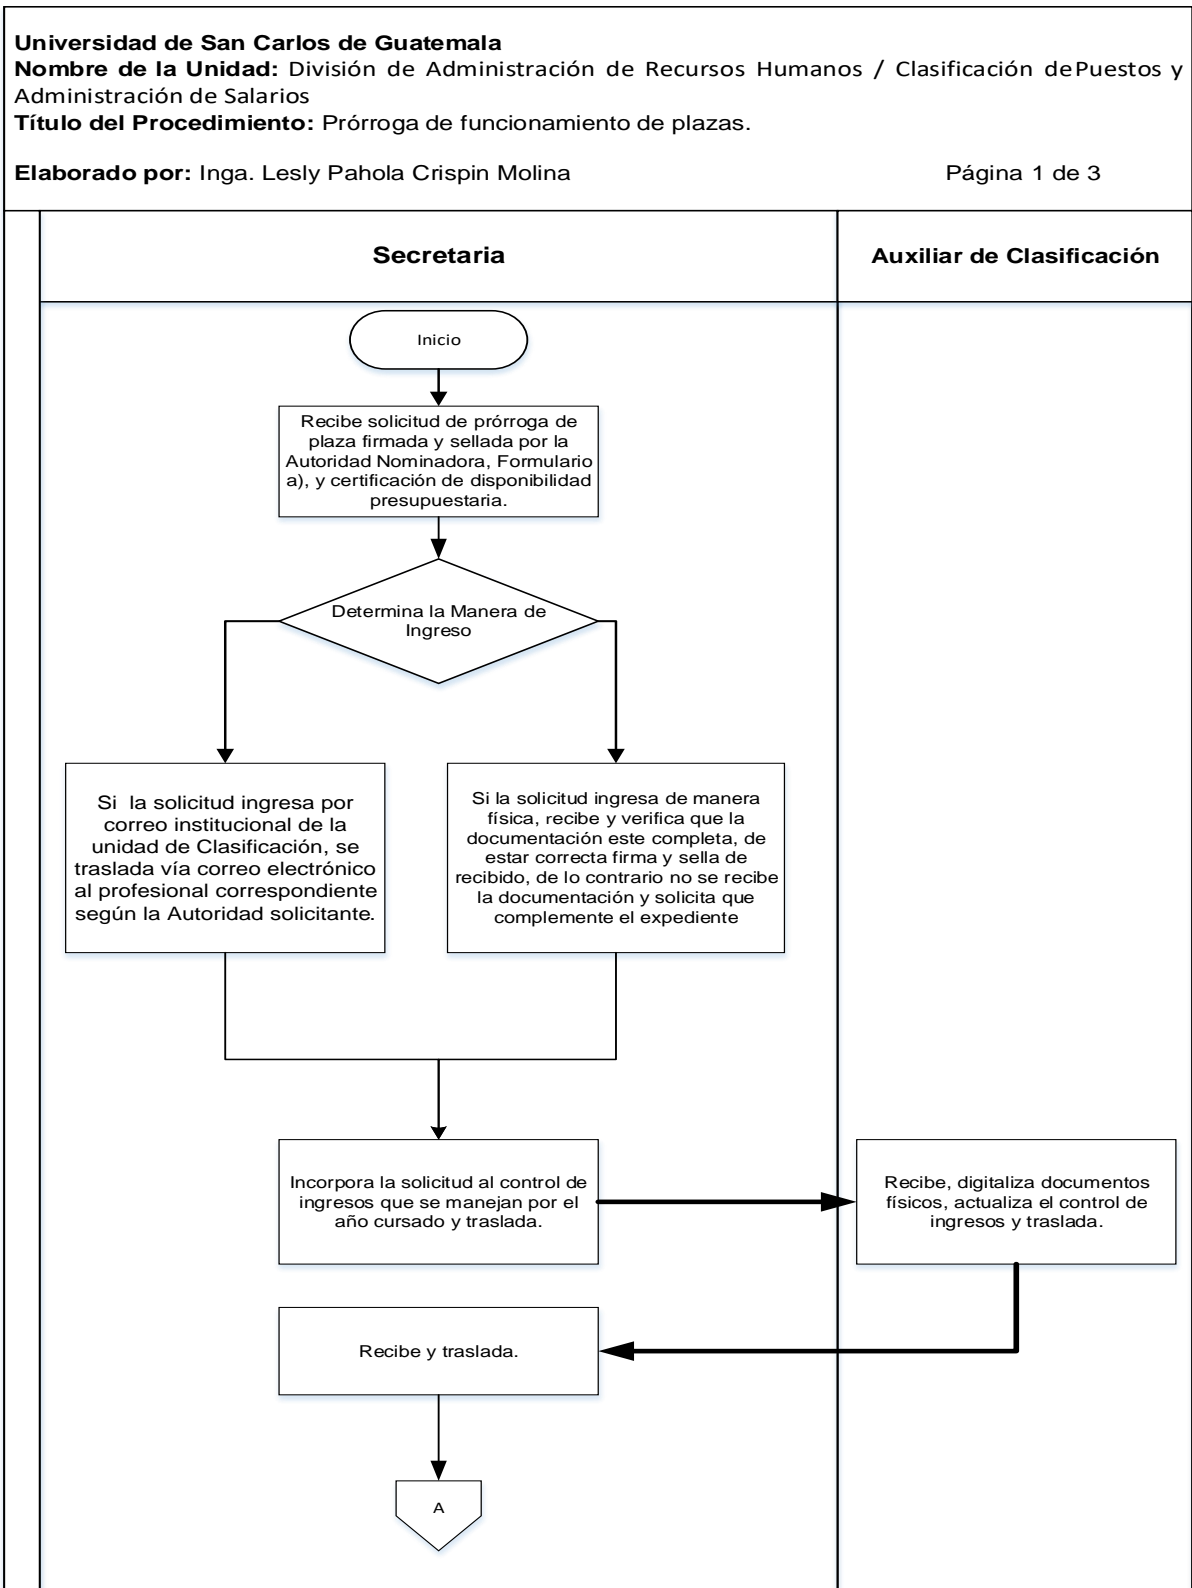 Universidad de San Carlos de Guatemala
Nombre de la Unidad: División de Administración de Recursos Humanos / Clasificación dePuestos y
Administración de Salarios
Título del Procedimiento: Prórroga de funcionamiento de plazas.
Elaborado por: Inga. Lesly Pahola Crispin Molina Página 1 de 3
Secretaria
Auxiliar de Clasificación
Inicio
Recibe solicitud de prórroga de
plaza firmada y sellada por la
Autoridad Nominadora, Formulario
a), y certificación de disponibilidad
presupuestaria.
Determina la Manera de
Ingreso
Si la solicitud ingresa por
correo institucional de la
unidad de Clasificación, se
traslada vía correo electrónico
al profesional correspondiente
según la Autoridad solicitante.
Si la solicitud ingresa de manera
física, recibe y verifica que la
documentación este completa, de
estar correcta firma y sella de
recibido, de lo contrario no se recibe
la documentación y solicita que
complemente el expediente
Incorpora la solicitud al control de
ingresos que se manejan por el
año cursado y traslada.
Recibe, digitaliza documentos
físicos, actualiza el control de
ingresos y traslada.
Recibe y traslada.
A